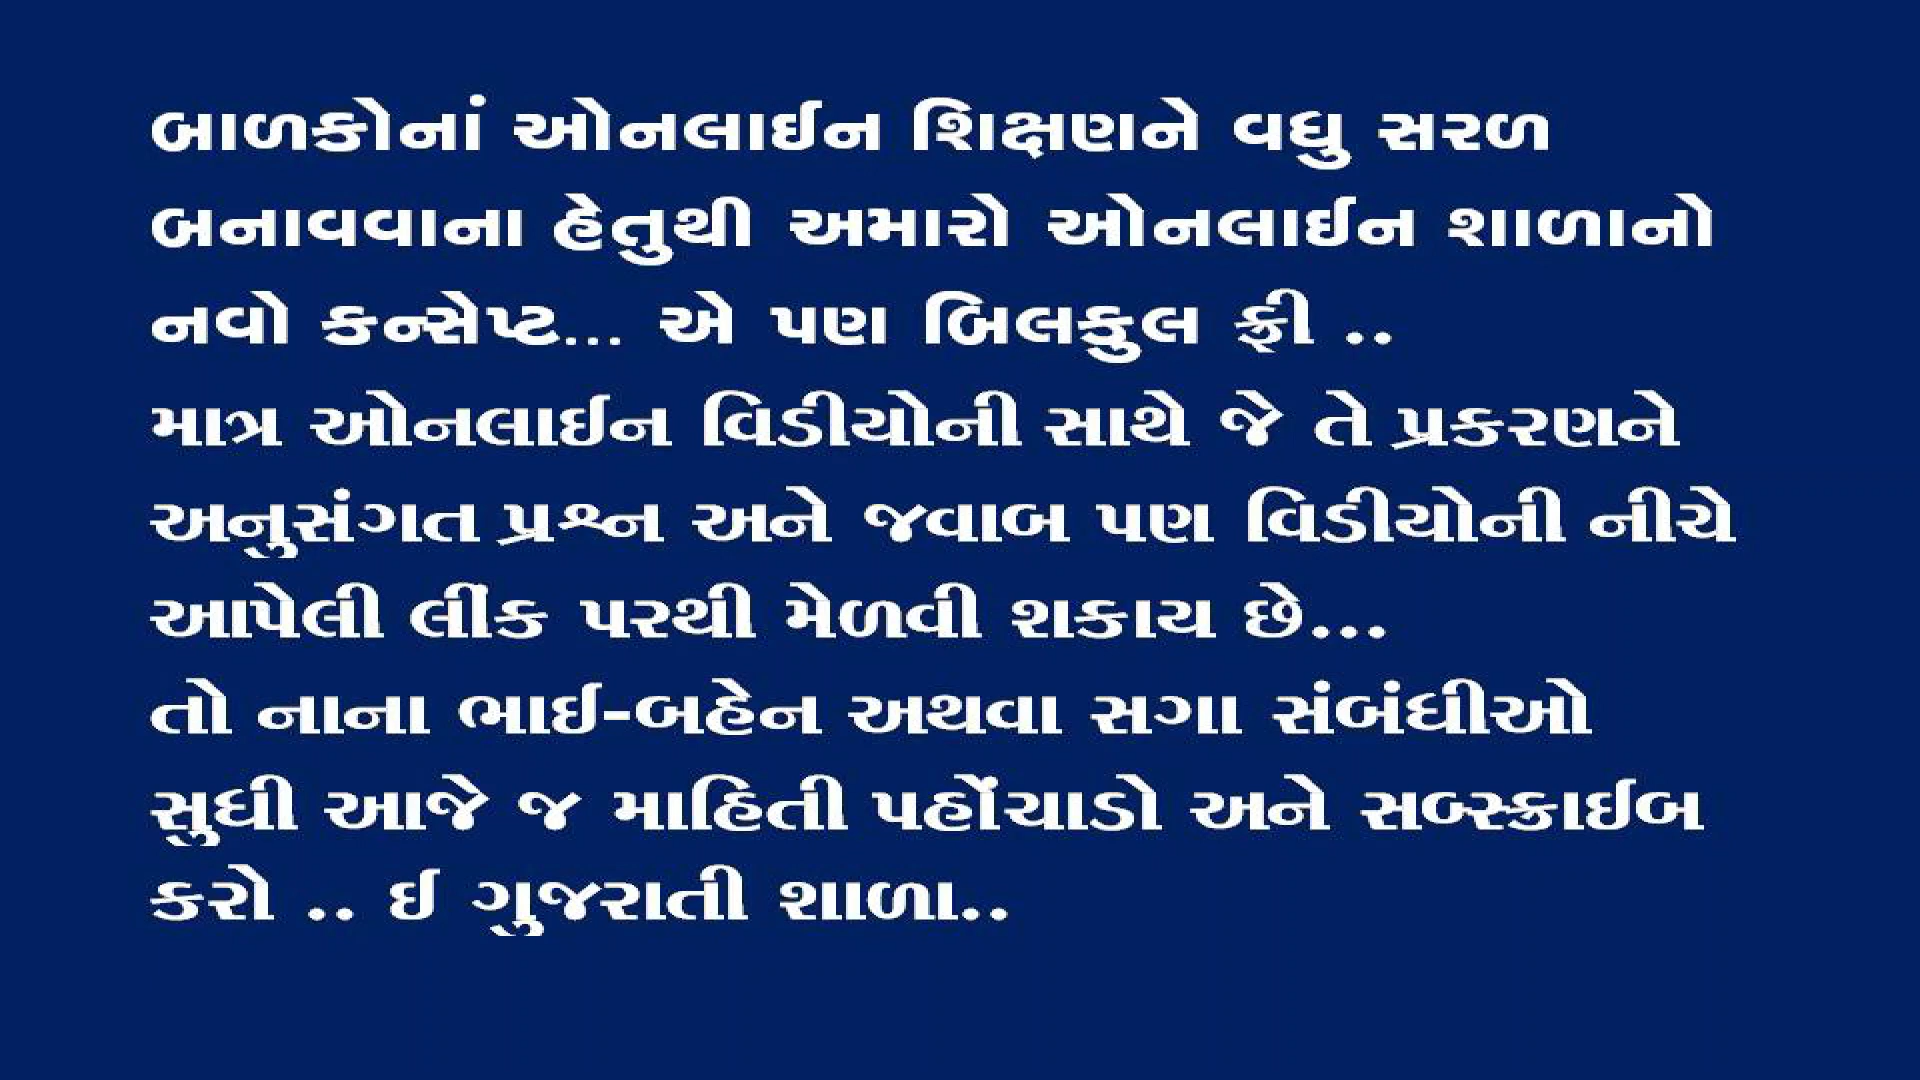 બાળકોનાં ઓનલાઈન શિક્ષણને વધુ સરળ
બનાવવાના હેતુથી અમારો ઓનલાઈન શાળાનો
નવો કન્સેપ્ટ... એ પણ બિલકુલ ફ્રી ..
માત્ર ઓનલાઈન વિડીયોની સાથે જે તે પ્રકરણને
અનુસંગત પ્રશ્ન અને જવાબ પણ વિડીયોની નીચે
આપેલી લીંક પરથી મેળવી શકાય છે...
તો નાના ભાઈ-બહેન અથવા સગા સંબંધીઓ
સુધી આજે જ માહિતી પહોંચાડો અને સબ્સ્ક્રાઈબ
કરો .. ઈ ગુજરાતી શાળા..